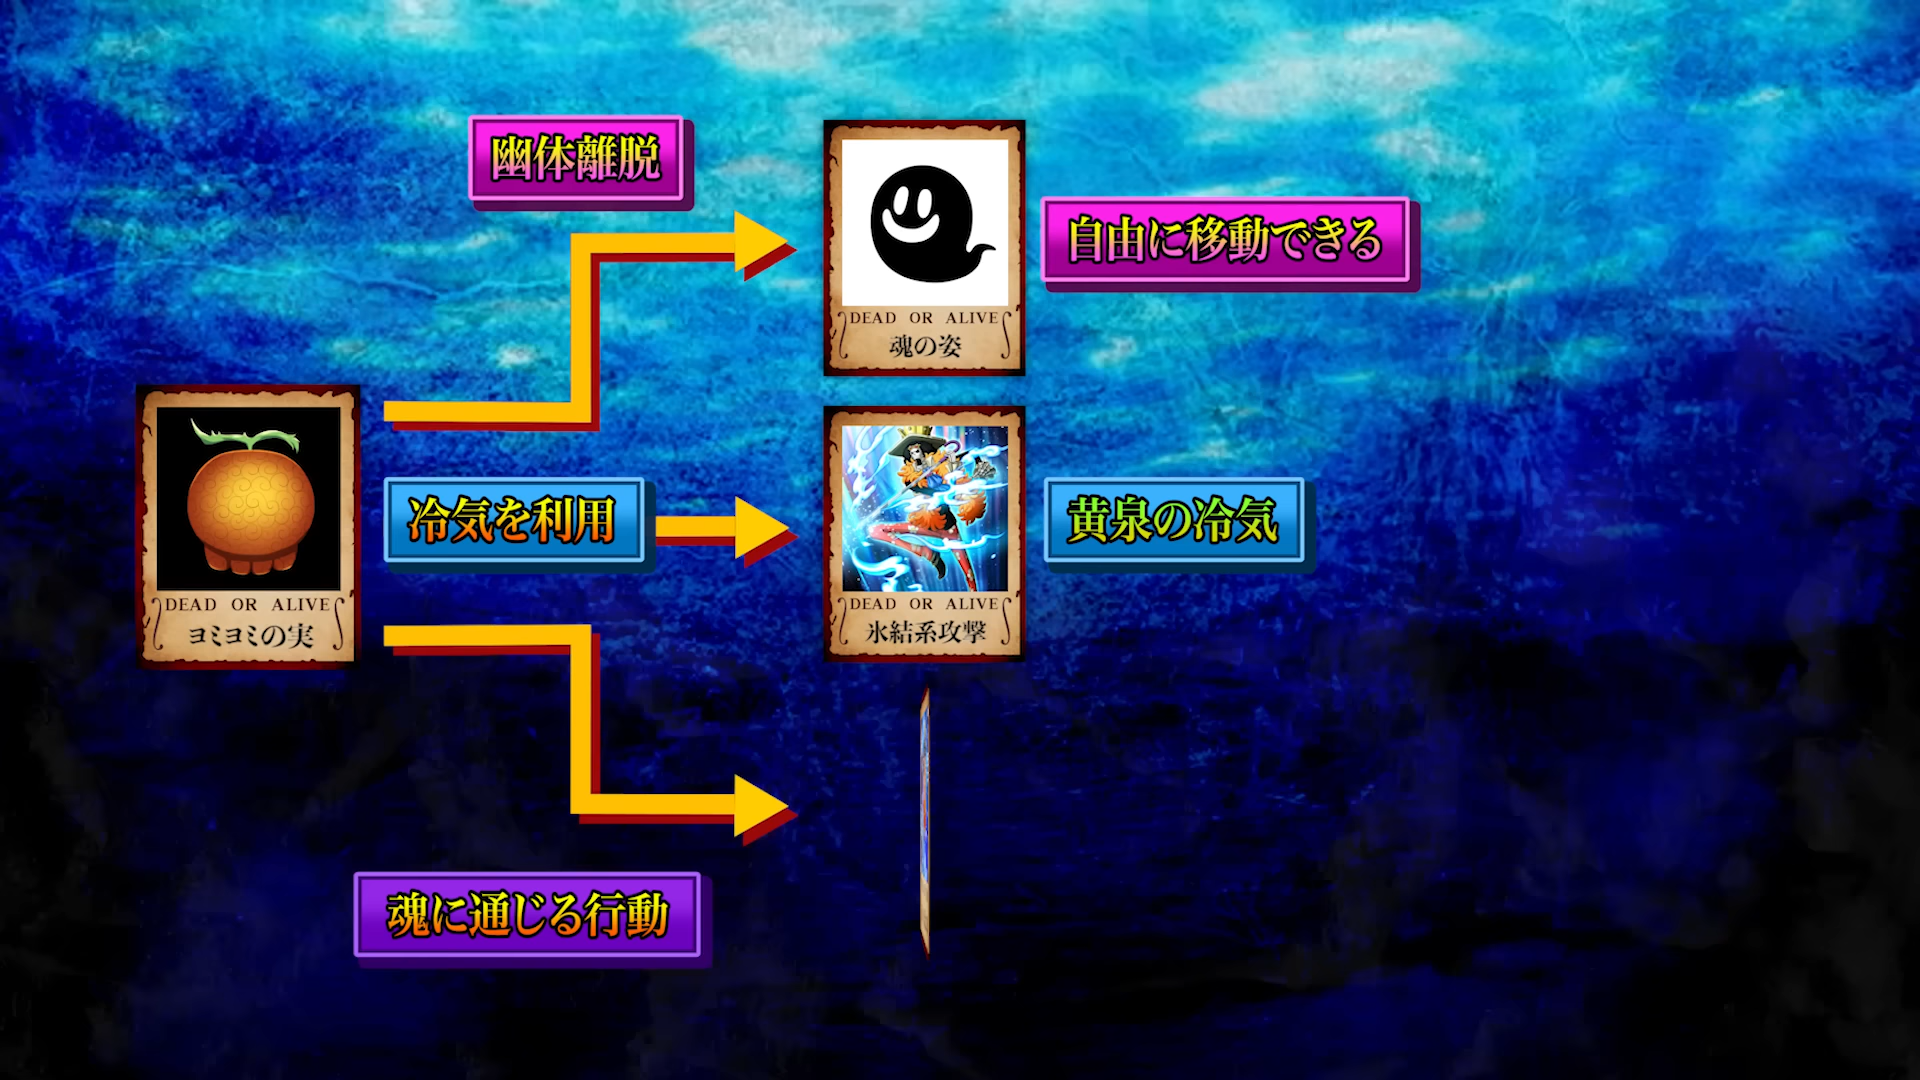 幽体離脱
DEAD OR ALIVE
魂の姿
自由に移動できる
DEAD OR ALIVE
ヨミヨミの実
冷気を利用
DEAD OR ALIVE
氷結系攻撃
黄泉の冷気
魂に通じる行動